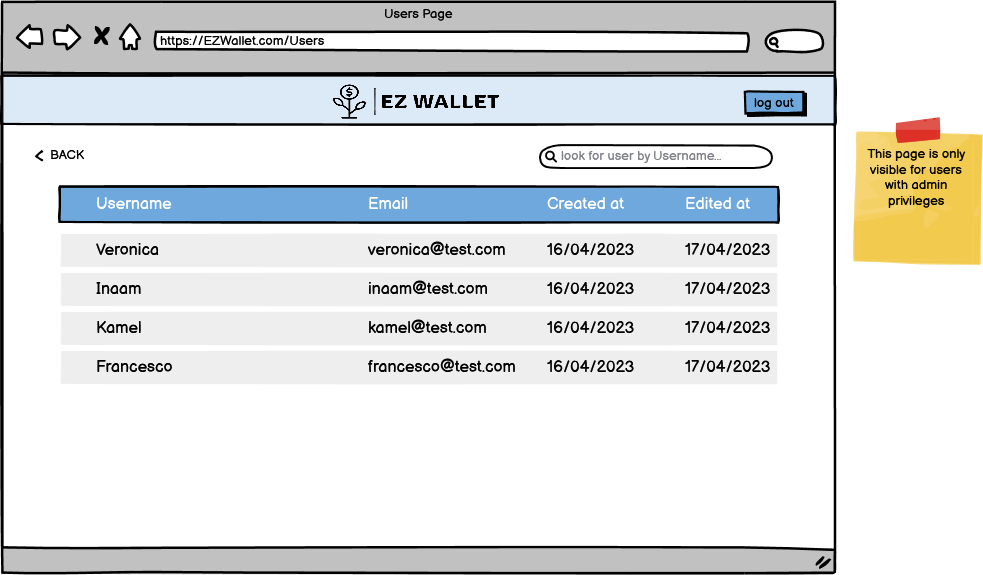 Users Page
https://EZWallet.com/Users
EZ WALLET
log out
BACK
look for user by Username...
Username Email Created at Edited at
Veronica veronica@test.com 16/04/2023 17/04/2023
Inaam inaam@test.com 16/04/2023 17/04/2023
Kamel kamel@test.com 16/04/2023 17/04/2023
Francesco francesco@test.com 16/04/2023 17/04/2023
This page is only
visible for users
with admin
privileges